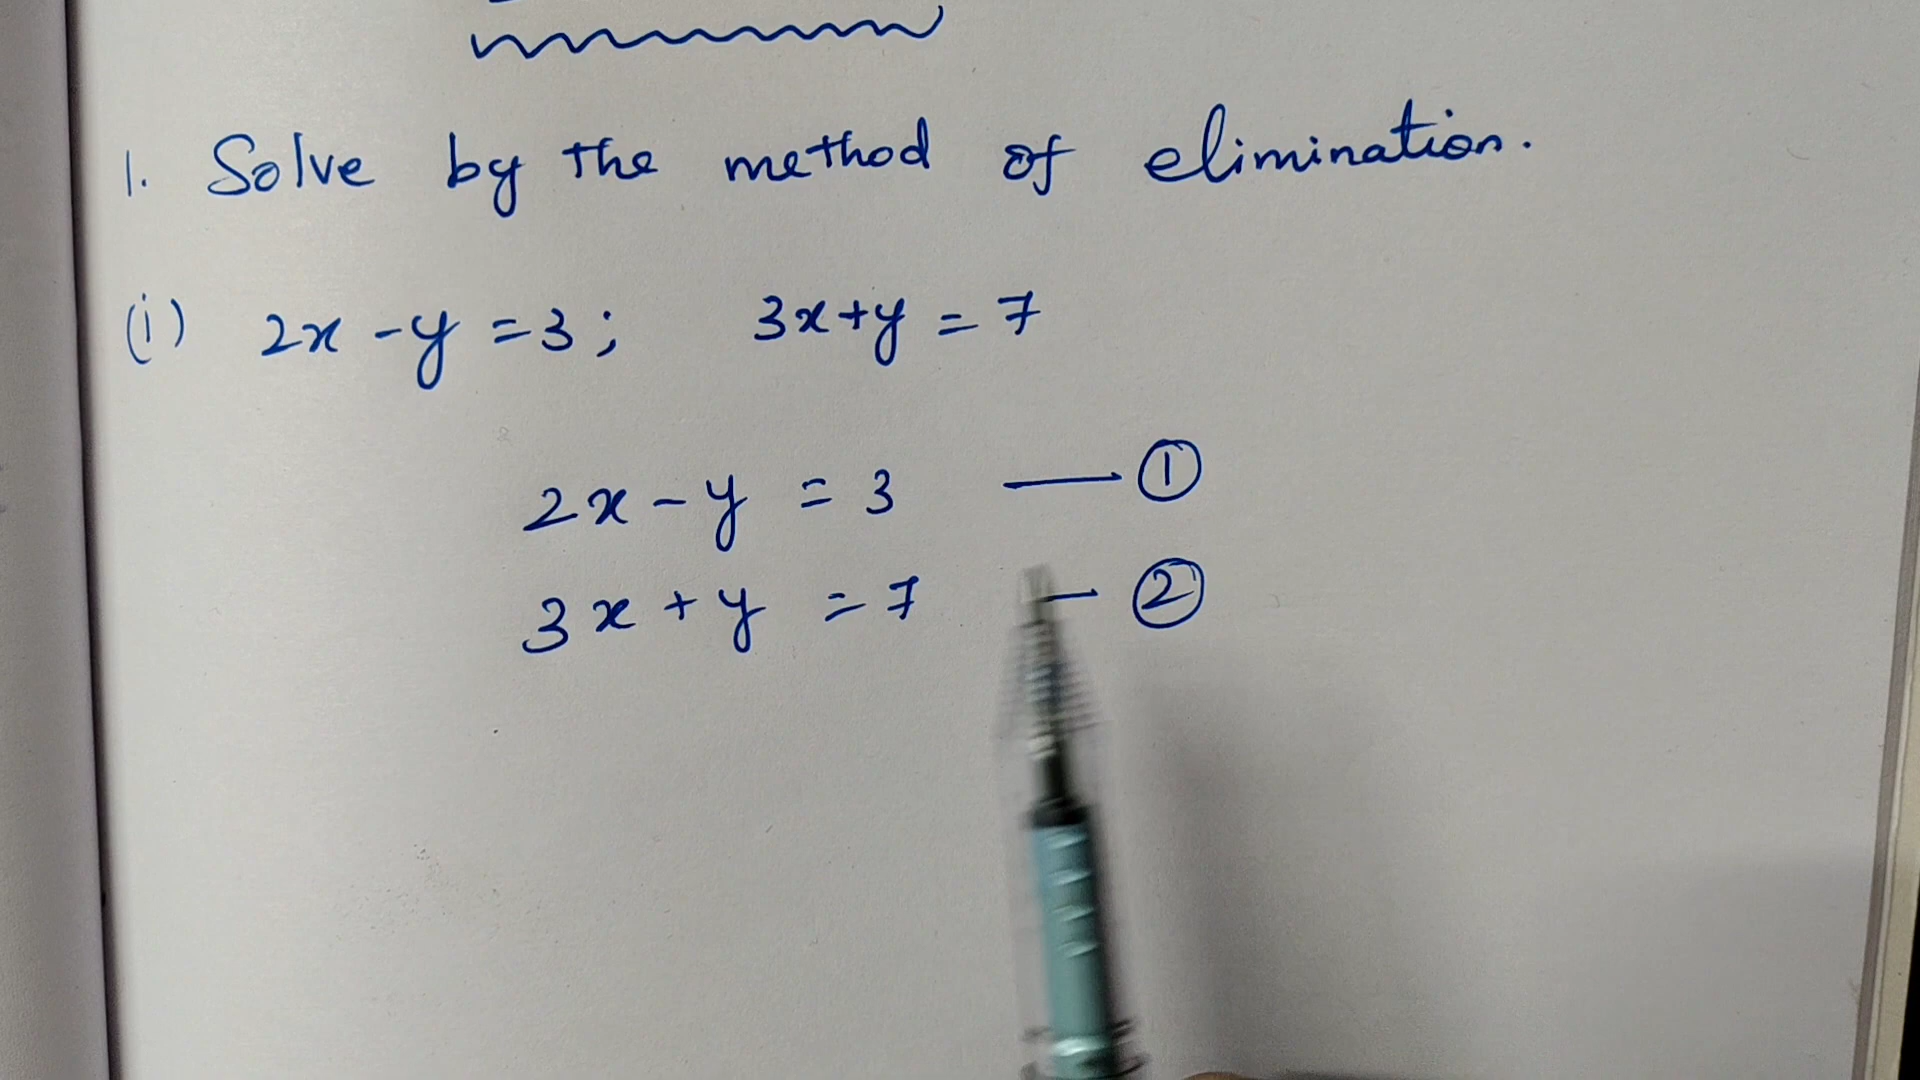 1. Solve by the method of elimination.
(i) 2x - y = 3; 3x + y = 7
2x - y = 3 — ①
3x + y = 7 — ②